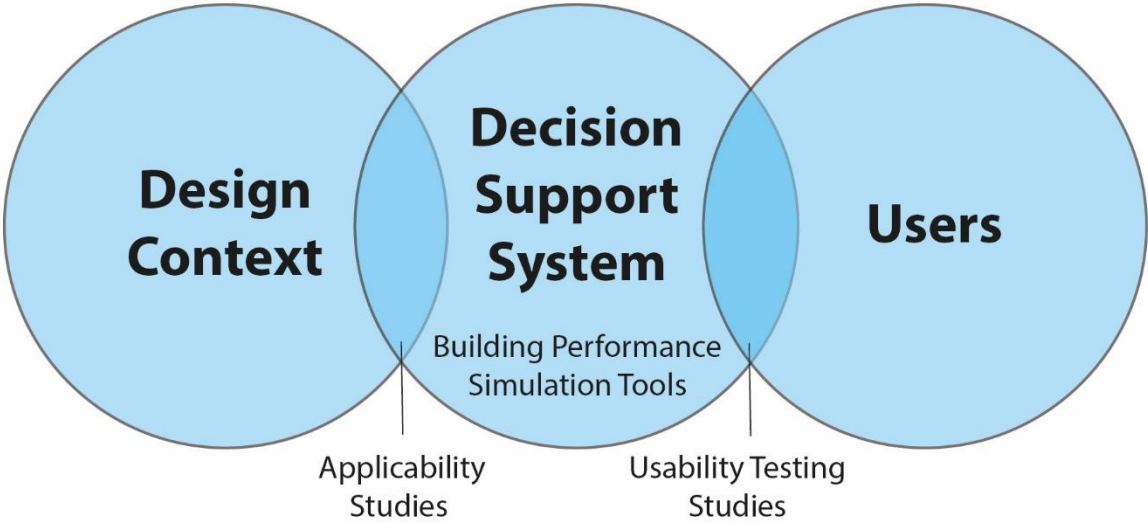 Design
Context
Decision
Support
System
Building Performance
Simulation Tools
Users
Applicability
Studies
Usability Testing
Studies